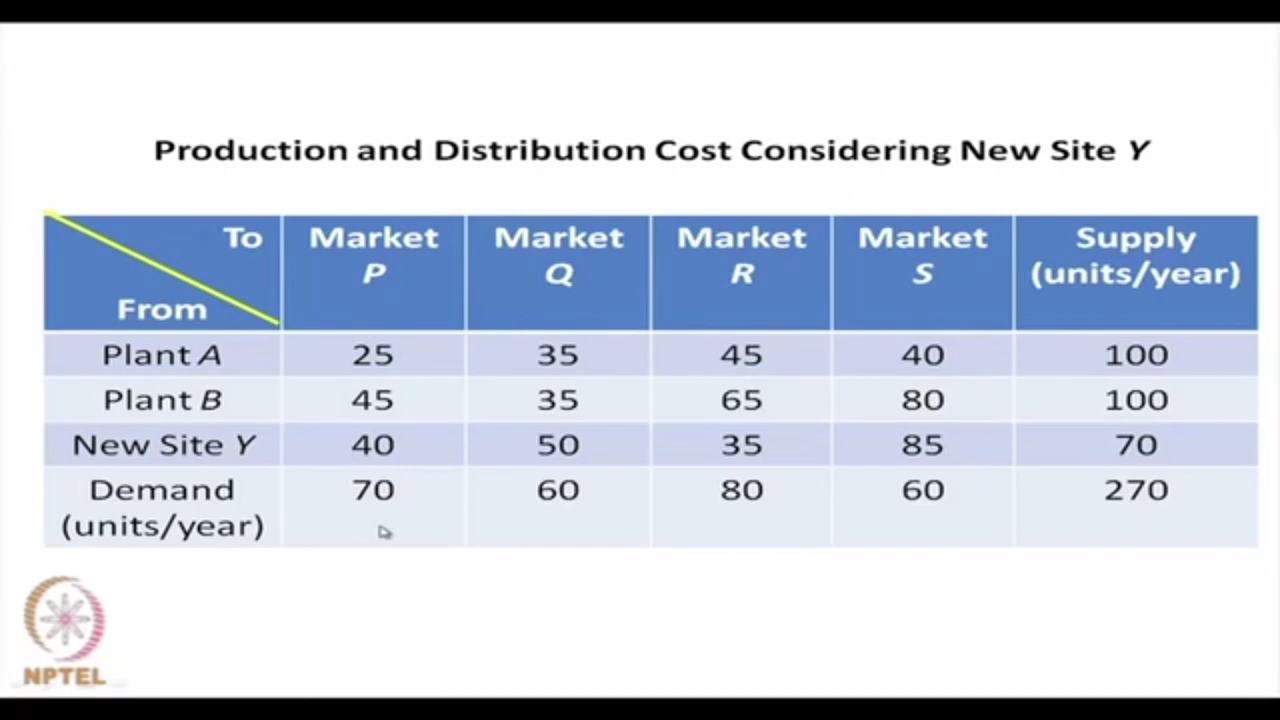 Production and Distribution Cost Considering New Site Y
To
From
Market P
Market Q
Market R
Market S
Supply (units/year)
Plant A 25 35 45 40 100
Plant B 45 35 65 80 100
New Site Y 40 50 35 85 70
Demand (units/year) 70 60 80 60 270
NPTEL